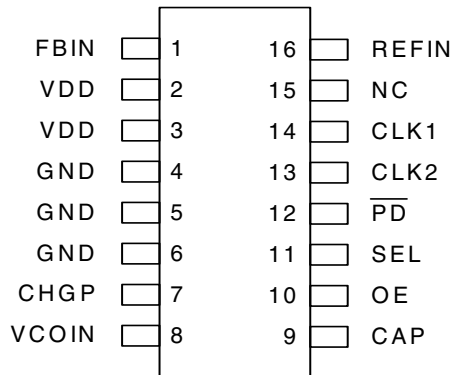 FBIN 1 16 REFIN
VDD 2 15 NC
VDD 3 14 CLK1
GND 4 13 CLK2
GND 5 12 PD
GND 6 11 SEL
CHGP 7 10 OE
VCOIN 8 9 CAP